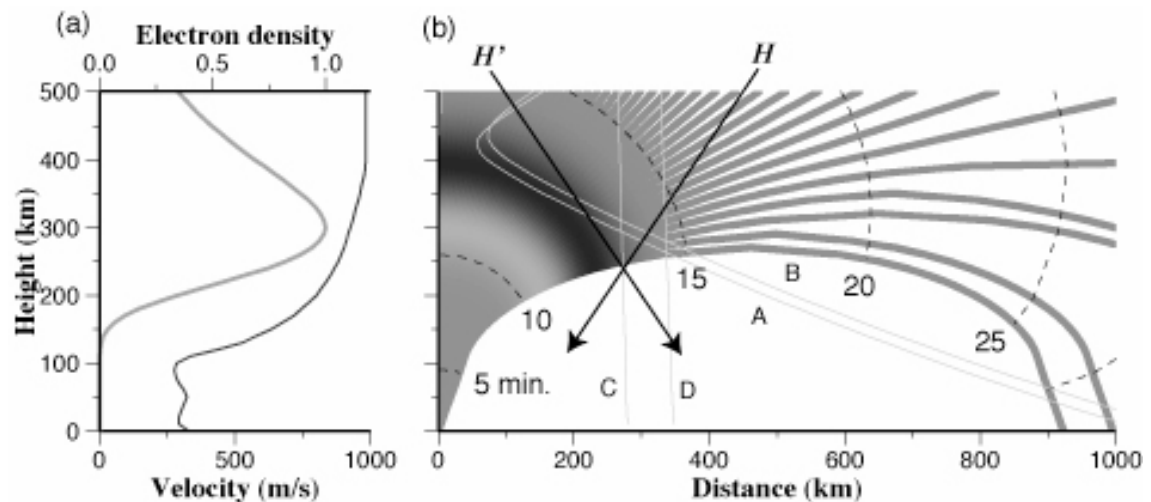 (a)
Electron density
0.0 0.5 1.0
500
400
300
200
100
0
Height (km)
0 500 1000
Velocity (m/s)
(b)
H’ H
15
B
20
10
A
25
5 min.
C D
0 200 400 600 800 1000
Distance (km)